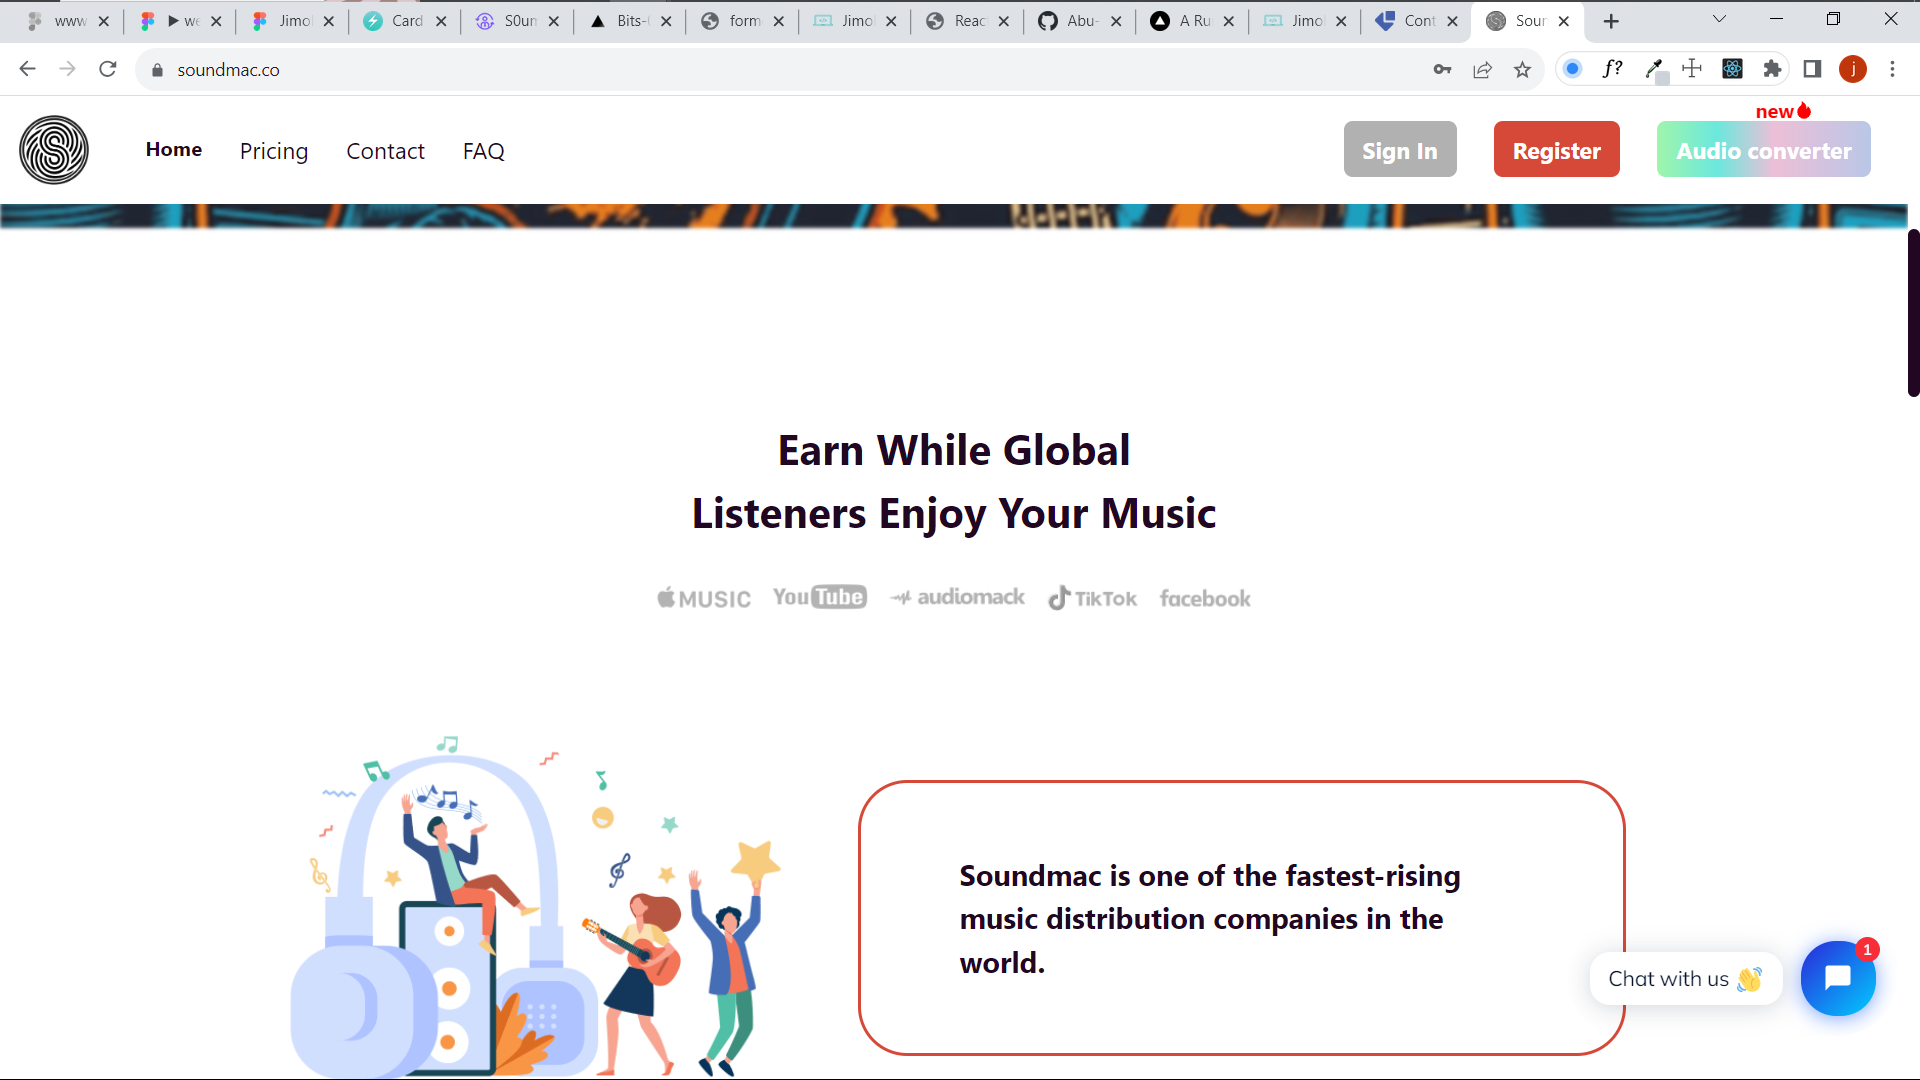 www
we
Jimo
Card
S0un
Bits-
form
Jimo
Reac
Abu-
A Ru
Jimo
Cont
Soun
soundmac.co
f?
j
new
Home
Pricing
Contact
FAQ
Sign In
Register
Audio converter
Earn While Global
Listeners Enjoy Your Music
MUSIC
YouTube
audiomack
TikTok
facebook
Soundmac is one of the fastest-rising
music distribution companies in the
world.
Chat with us
1